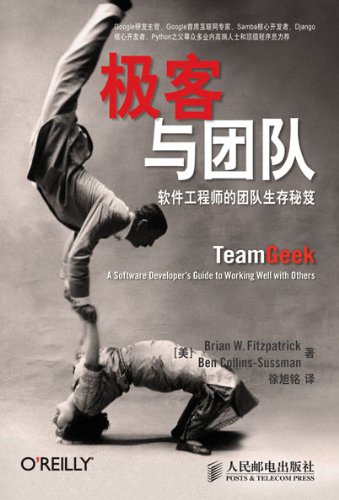 Google研发主管、Google首席互联网专家、Samba核心开发者、Django
核心开发者、Python之父等众多业内高端人士和顶级程序员力荐
极客
与团队
软件工程师的团队生存秘笈
TeamGeek
A Software Developer's Guide to Working Well with Others
[美] Brian W. Fitzpatrick
Ben Collins-Sussman 著
徐旭铭 译
O'REILLY
人民邮电出版社
POSTS & TELECOM PRESS